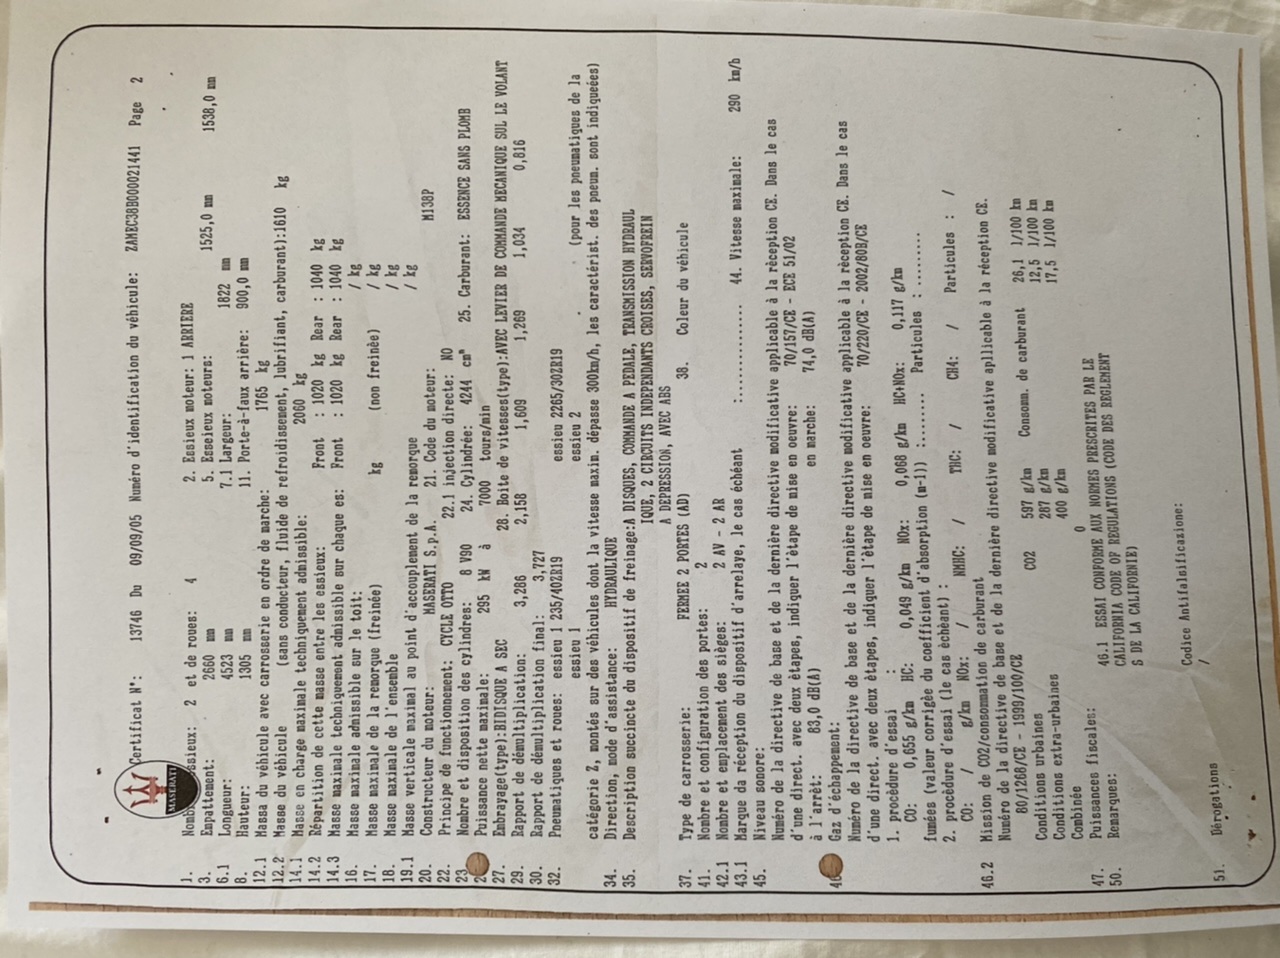 MASERATI
Certificat N°: 13746 Du 09/09/05 Numéro d'identification du véhicule: ZAMEC38B000021441 Page 2
1. Nombre ssieux: 2 et de roues: 4 2. Essieux moteur: 1 ARIERE
3. Empattement: 2660 mm 5. Esseieux moteurs: 1525,0 mm 1538,0 mm
6.1 Longueur: 4523 mm 7.1 Largeur: 1822 mm
8. Hauteur: 1305 mm 11. Porte-à-faux arrière: 900,0 mm
12.1 Massa du véhicule avec carrosserie en ordre de marche: 1765 kg
12.2 Masse du véhicule (sans conducteur, fluide de refroidissement, lubrifiant, carburant):1610 kg
14.1 Masse en charge maximale techniquement admissible: 2060 kg
14.2 Répartition de cette masse entre les essieux: Front : 1020 kg Rear : 1040 kg
14.3 Masse maximale techniquement admissible sur chaque es: Front : 1020 kg Rear : 1040 kg
16. Masse maximale admissible sur le toit: / kg
17. Masse maximale de la remorque (freinée) kg (non freinée) / kg
18. Masse maximale de l'ensemble / kg
19.1 Masse verticale maximal au point d'accouplement de la remorque / kg
20. Constructeur du moteur: MASERATI S.p.A. 21. Code du moteur: M138P
22. Principe de functionnement: CYCLE OTTO 22.1 injection directe: NO
23 Nombre et disposition des cylindres: 8 V90 24. Cylindrée: 4244 cm³ 25. Carburant: ESSENCE SANS PLOMB
2 Puissance nette maximale: 295 kW à 7000 tours/min
27. Embrayage(type):BIDISQUE A SEC 28. Boite de vitesses(type):AVEC LEVIER DE COMMANDE MECANIQUE SUL LE VOLANT
29. Rapport de démultiplication: 3,286 2,158 1,609 1,269 1,034 0,816
30. Rapport de démultiplication final: 3,727
32. Pneumatiques et roues: essieu 1 235/40ZR19 essieu 2265/30ZR19
essieu 1 essieu 2 (pour les pneumatiques de la
catégorie Z, montés sur des véhicules dont la vitesse maxim. dépasse 300km/h, les caractérist. des pneum. sont indiqueées)
34. Direction, mode d'assistance: HYDRAULIQUE
35. Description succincte du dispositif de freinage:A DISQUES, COMMANDE A PEDALE, TRANSMISSION HYDRAUL
IQUE, 2 CIRCUITS INDEPENDANTS CROISES, SERVOFREIN
A DEPRESSION, AVEC ABS
37. Type de carrosserie: FERMEE 2 PORTES (AD) 38. Coleur du véhicule
41. Nombre et configuration des portes: 2
42.1 Nombre et emplacement des sièges: 2 AV - 2 AR
43.1 Marque da réception du dispositif d'arrelaye, le cas échéant :............... 44. Vitesse maximale: 290 km/h
45. Niveau sonore:
Numéro de la directive de base et de la dernière directive modificative applicable à la rèception CE. Dans le cas
d'une direct. avec deux étapes, indiquer l'étape de mise en oeuvre: 70/157/CE - ECE 51/02
à l'arrèt: 83,0 dB(A) en marche: 74,0 dB(A)
4 Gaz d'échappement:
Numéro de la directive de base et de la dernière directive modificative applicable à la rèception CE. Dans le cas
d'une direct. avec deux étapes, indiquer l'étape de mise en oeuvre: 70/220/CE - 2002/80B/CE
1. procédure d'essai :
CO: 0,655 g/km HC: 0,049 g/km NOx: 0,068 g/km HC+NOx: 0,117 g/km
fumées (valeur corrigée du coefficient d'absorption (m-1)) :........ Particules : .........
2. procédure d'essai (le cas échéant) :
CO: / g/km NOx: / NMHC: / THC: / CH4: / Particules : /
46.2 Mission de CO2/consommation de carburant
Numéro de la directive de base et de la dernière directive modificative apllicable à la réception CE.
80/1268/CE - 1999/100/CE CO2 Consomm. de carburant
Conditions urbaines 597 g/km 26,1 l/100 km
Conditions extra-urbaines 287 g/km 12,5 l/100 km
Combinée 400 g/km 17,5 l/100 km
47. Puissances fiscales: 0
50. Remarques: 46.1 ESSAI CONFORME AUX NORMES PRESCRITES PAR LE
CALIFORNIA CODE OF REGULATIONS (CODE DES REGLEMENT
S DE LA CALIFORNIE)
Codice Antifalsificazione:
/
51. Dérogations